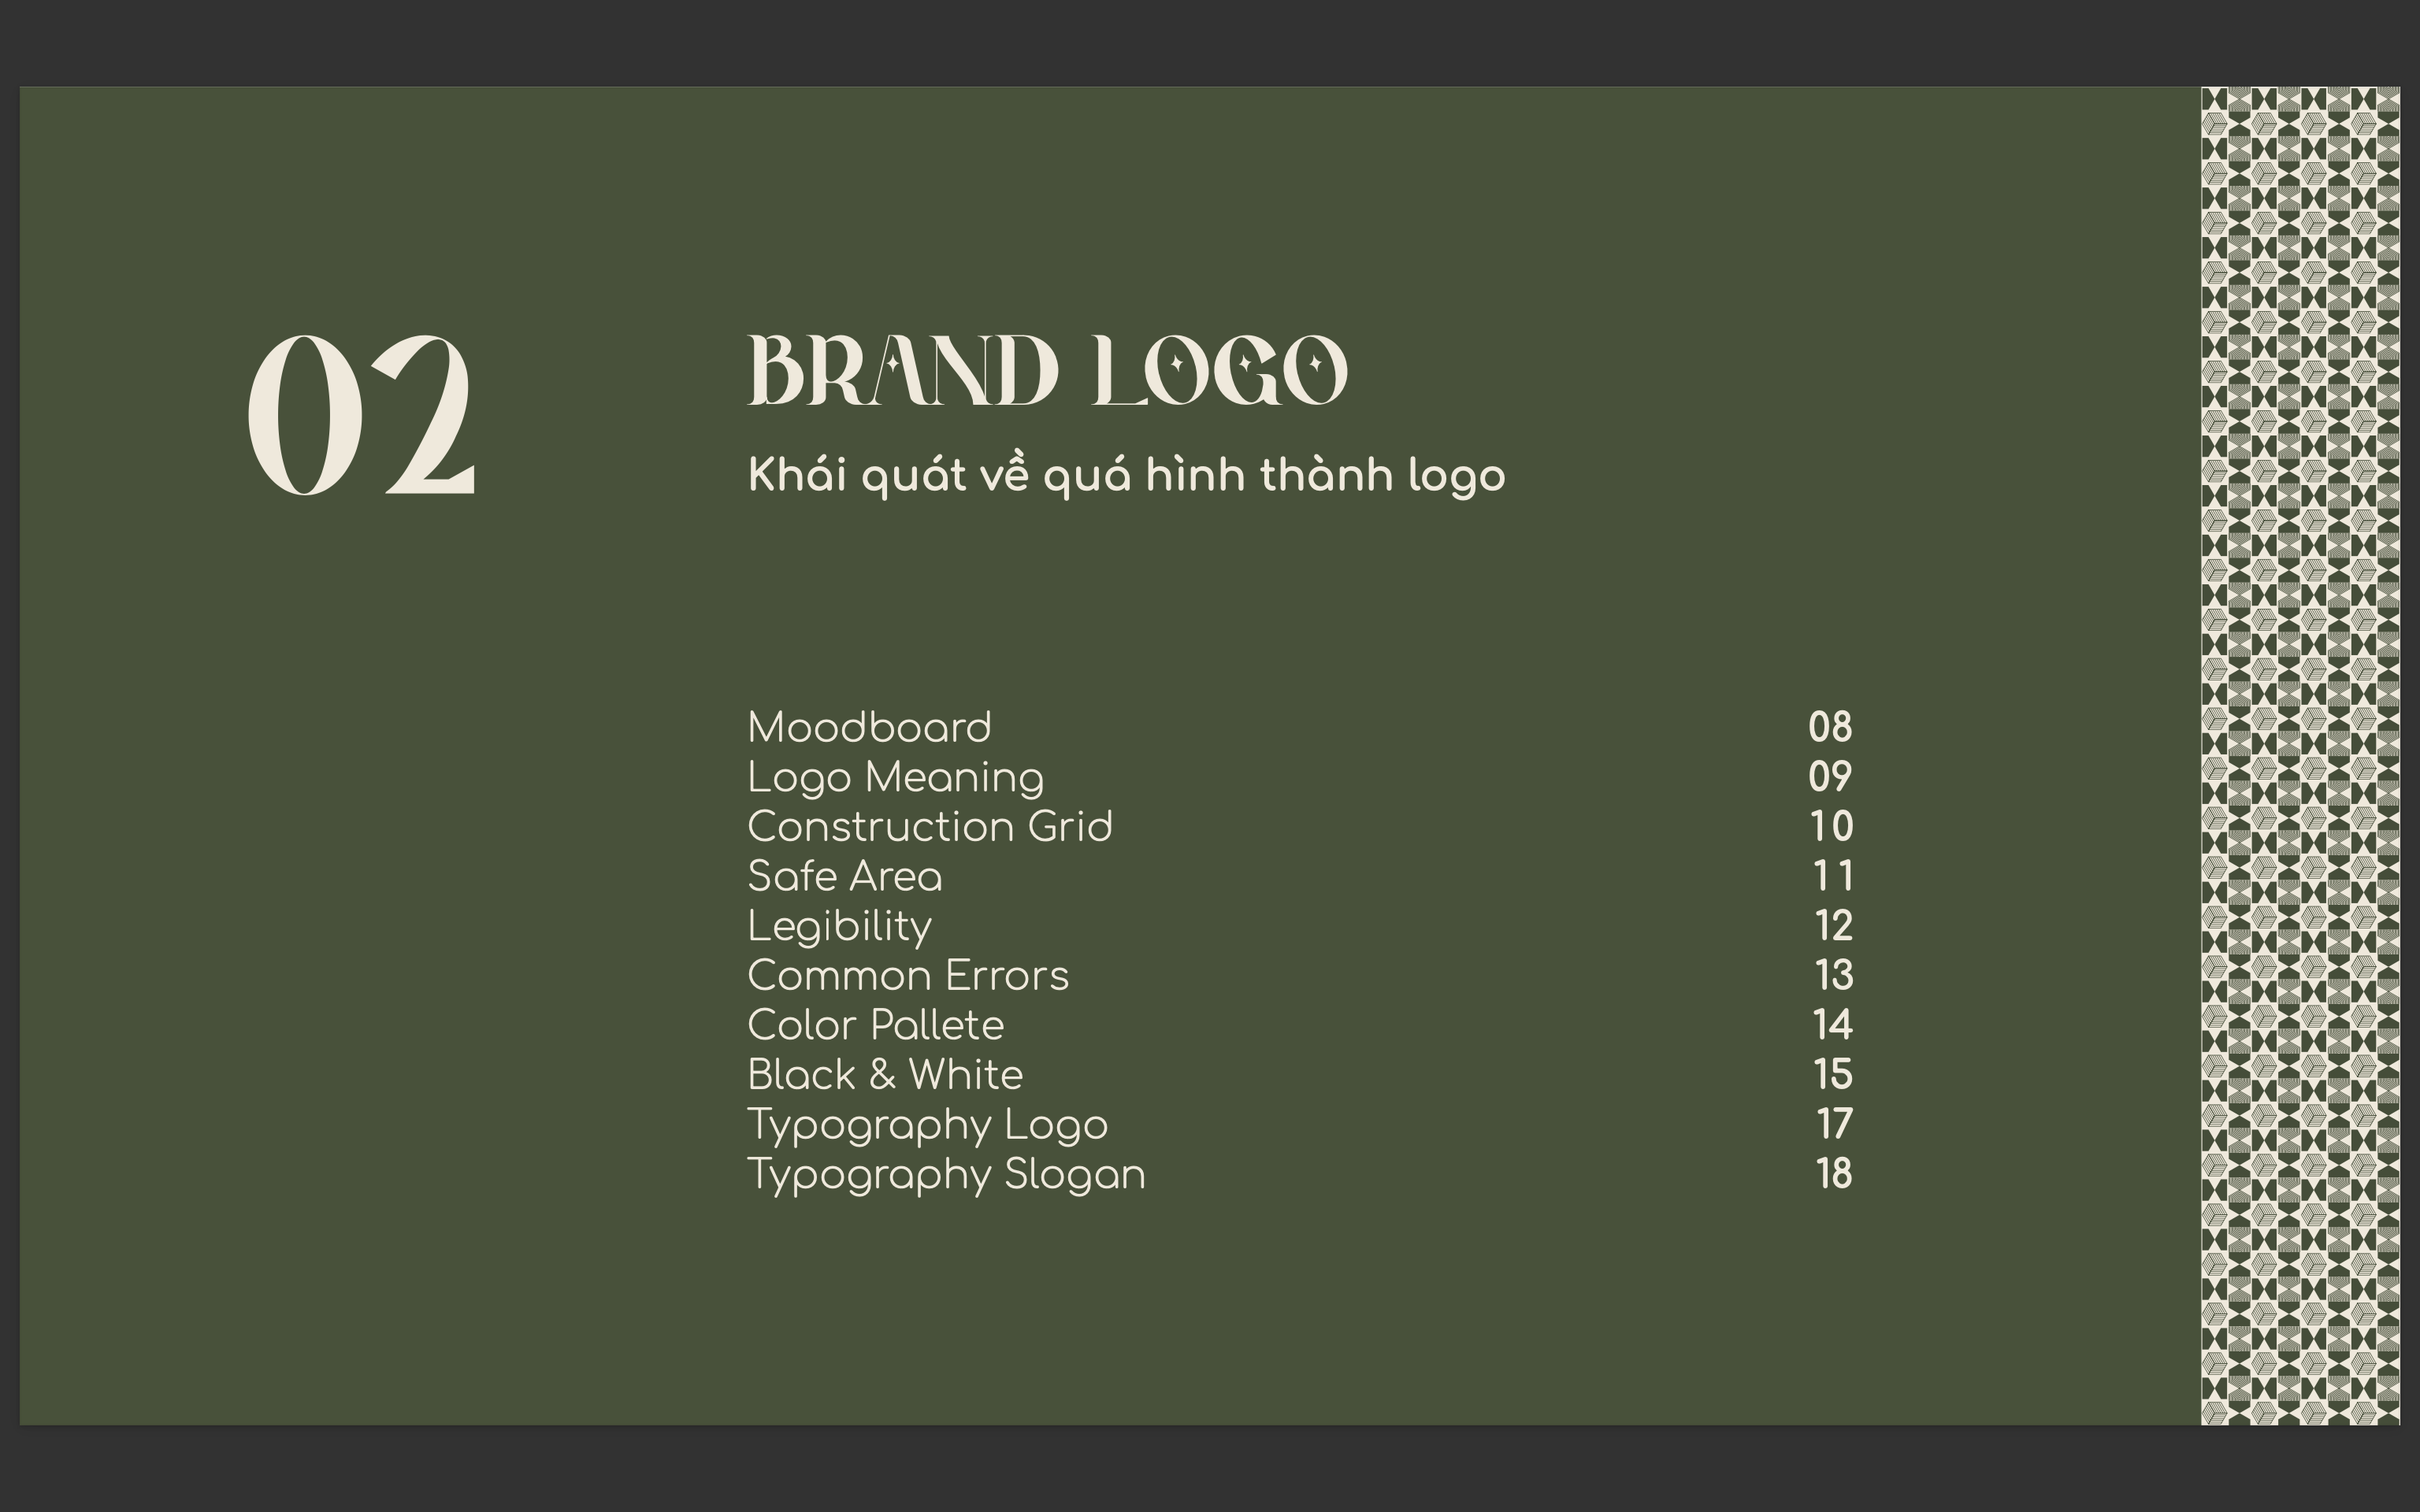 02
BRAND LOGO
Khái quát về quá hình thành logo
Moodboard 08
Logo Meaning 09
Construction Grid 10
Safe Area 11
Legibility 12
Common Errors 13
Color Pallete 14
Black & White 15
Typography Logo 17
Typography Slogan 18